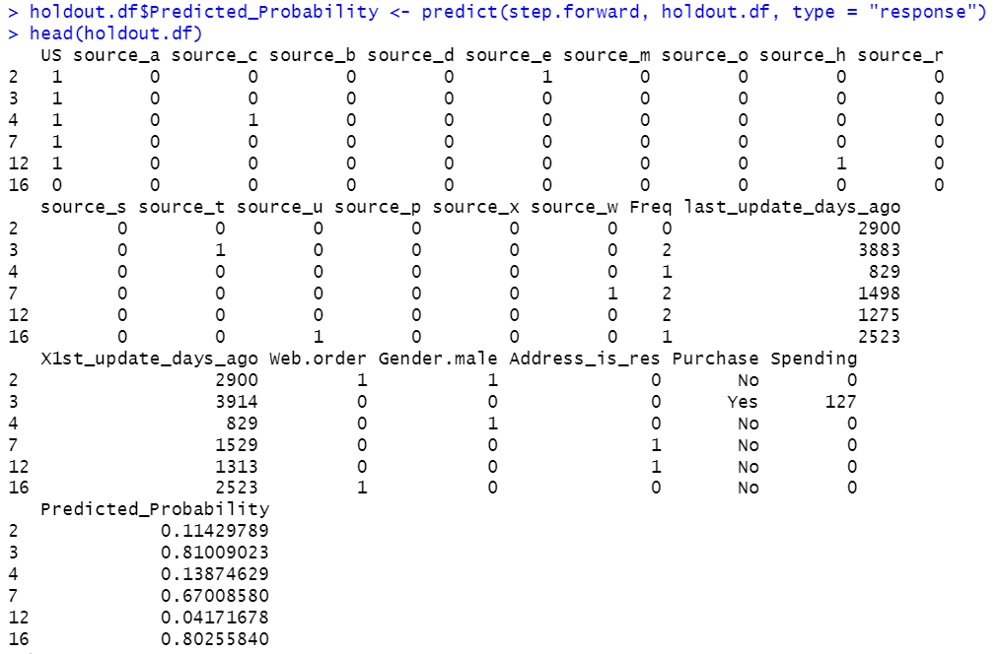 > holdout.df$Predicted_Probability <- predict(step.forward, holdout.df, type = "response")
> head(holdout.df)
   US source_a source_c source_b source_d source_e source_m source_o source_h source_r
2   1        0        0        0        0        1        0        0        0        0
3   1        0        0        0        0        0        0        0        0        0
4   1        0        1        0        0        0        0        0        0        0
7   1        0        0        0        0        0        0        0        0        0
12  1        0        0        0        0        0        0        0        1        0
16  0        0        0        0        0        0        0        0        0        0
   source_s source_t source_u source_p source_x source_w Freq last_update_days_ago
2         0        0        0        0        0        0    0                 2900
3         0        1        0        0        0        0    2                 3883
4         0        0        0        0        0        0    1                  829
7         0        0        0        0        0        1    2                 1498
12        0        0        0        0        0        0    2                 1275
16        0        0        1        0        0        0    1                 2523
   X1st_update_days_ago Web.order Gender.male Address_is_res Purchase Spending
2                  2900         1           1              0       No        0
3                  3914         0           0              0      Yes      127
4                   829         0           1              0       No        0
7                  1529         0           0              1       No        0
12                 1313         0           0              1       No        0
16                 2523         1           0              0       No        0
   Predicted_Probability
2             0.11429789
3             0.81009023
4             0.13874629
7             0.67008580
12            0.04171678
16            0.80255840